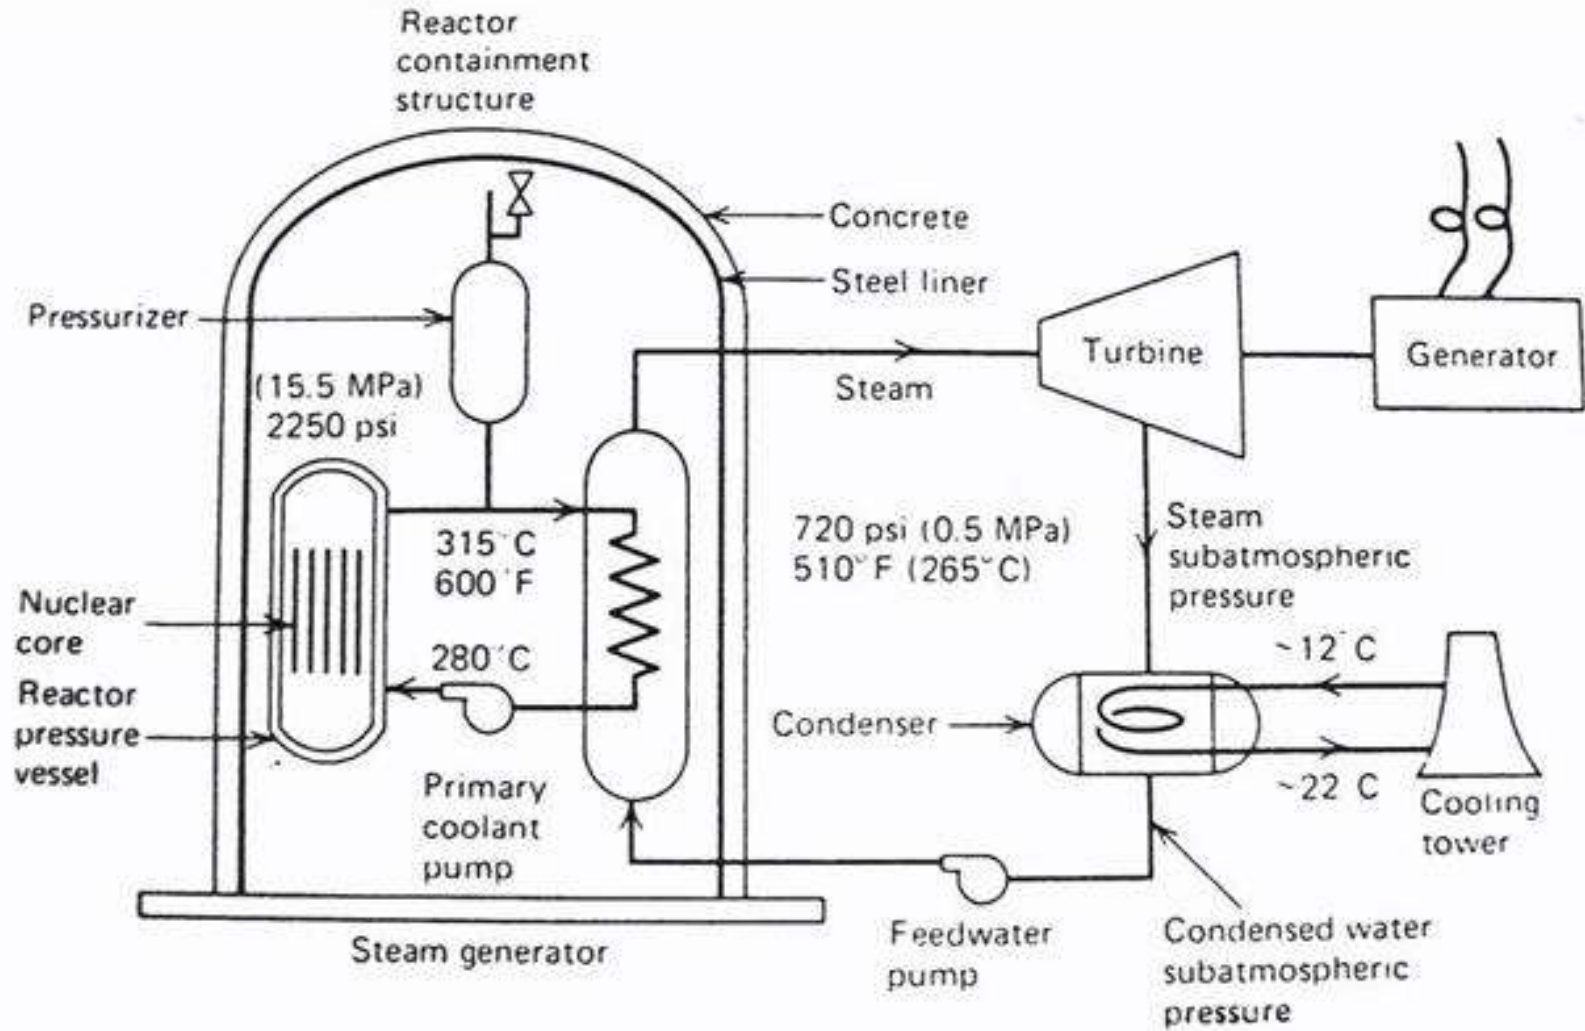 Reactor
containment
structure
Concrete
Steel liner
Pressurizer
(15.5 MPa)
2250 psi
Steam
Turbine
Generator
315°C
600°F
720 psi (0.5 MPa)
510°F (265°C)
Steam
subatmospheric
pressure
Nuclear
core
280°C
~12°C
Reactor
pressure
vessel
Condenser
~22°C
Cooling
tower
Primary
coolant
pump
Steam generator
Feedwater
pump
Condensed water
subatmospheric
pressure